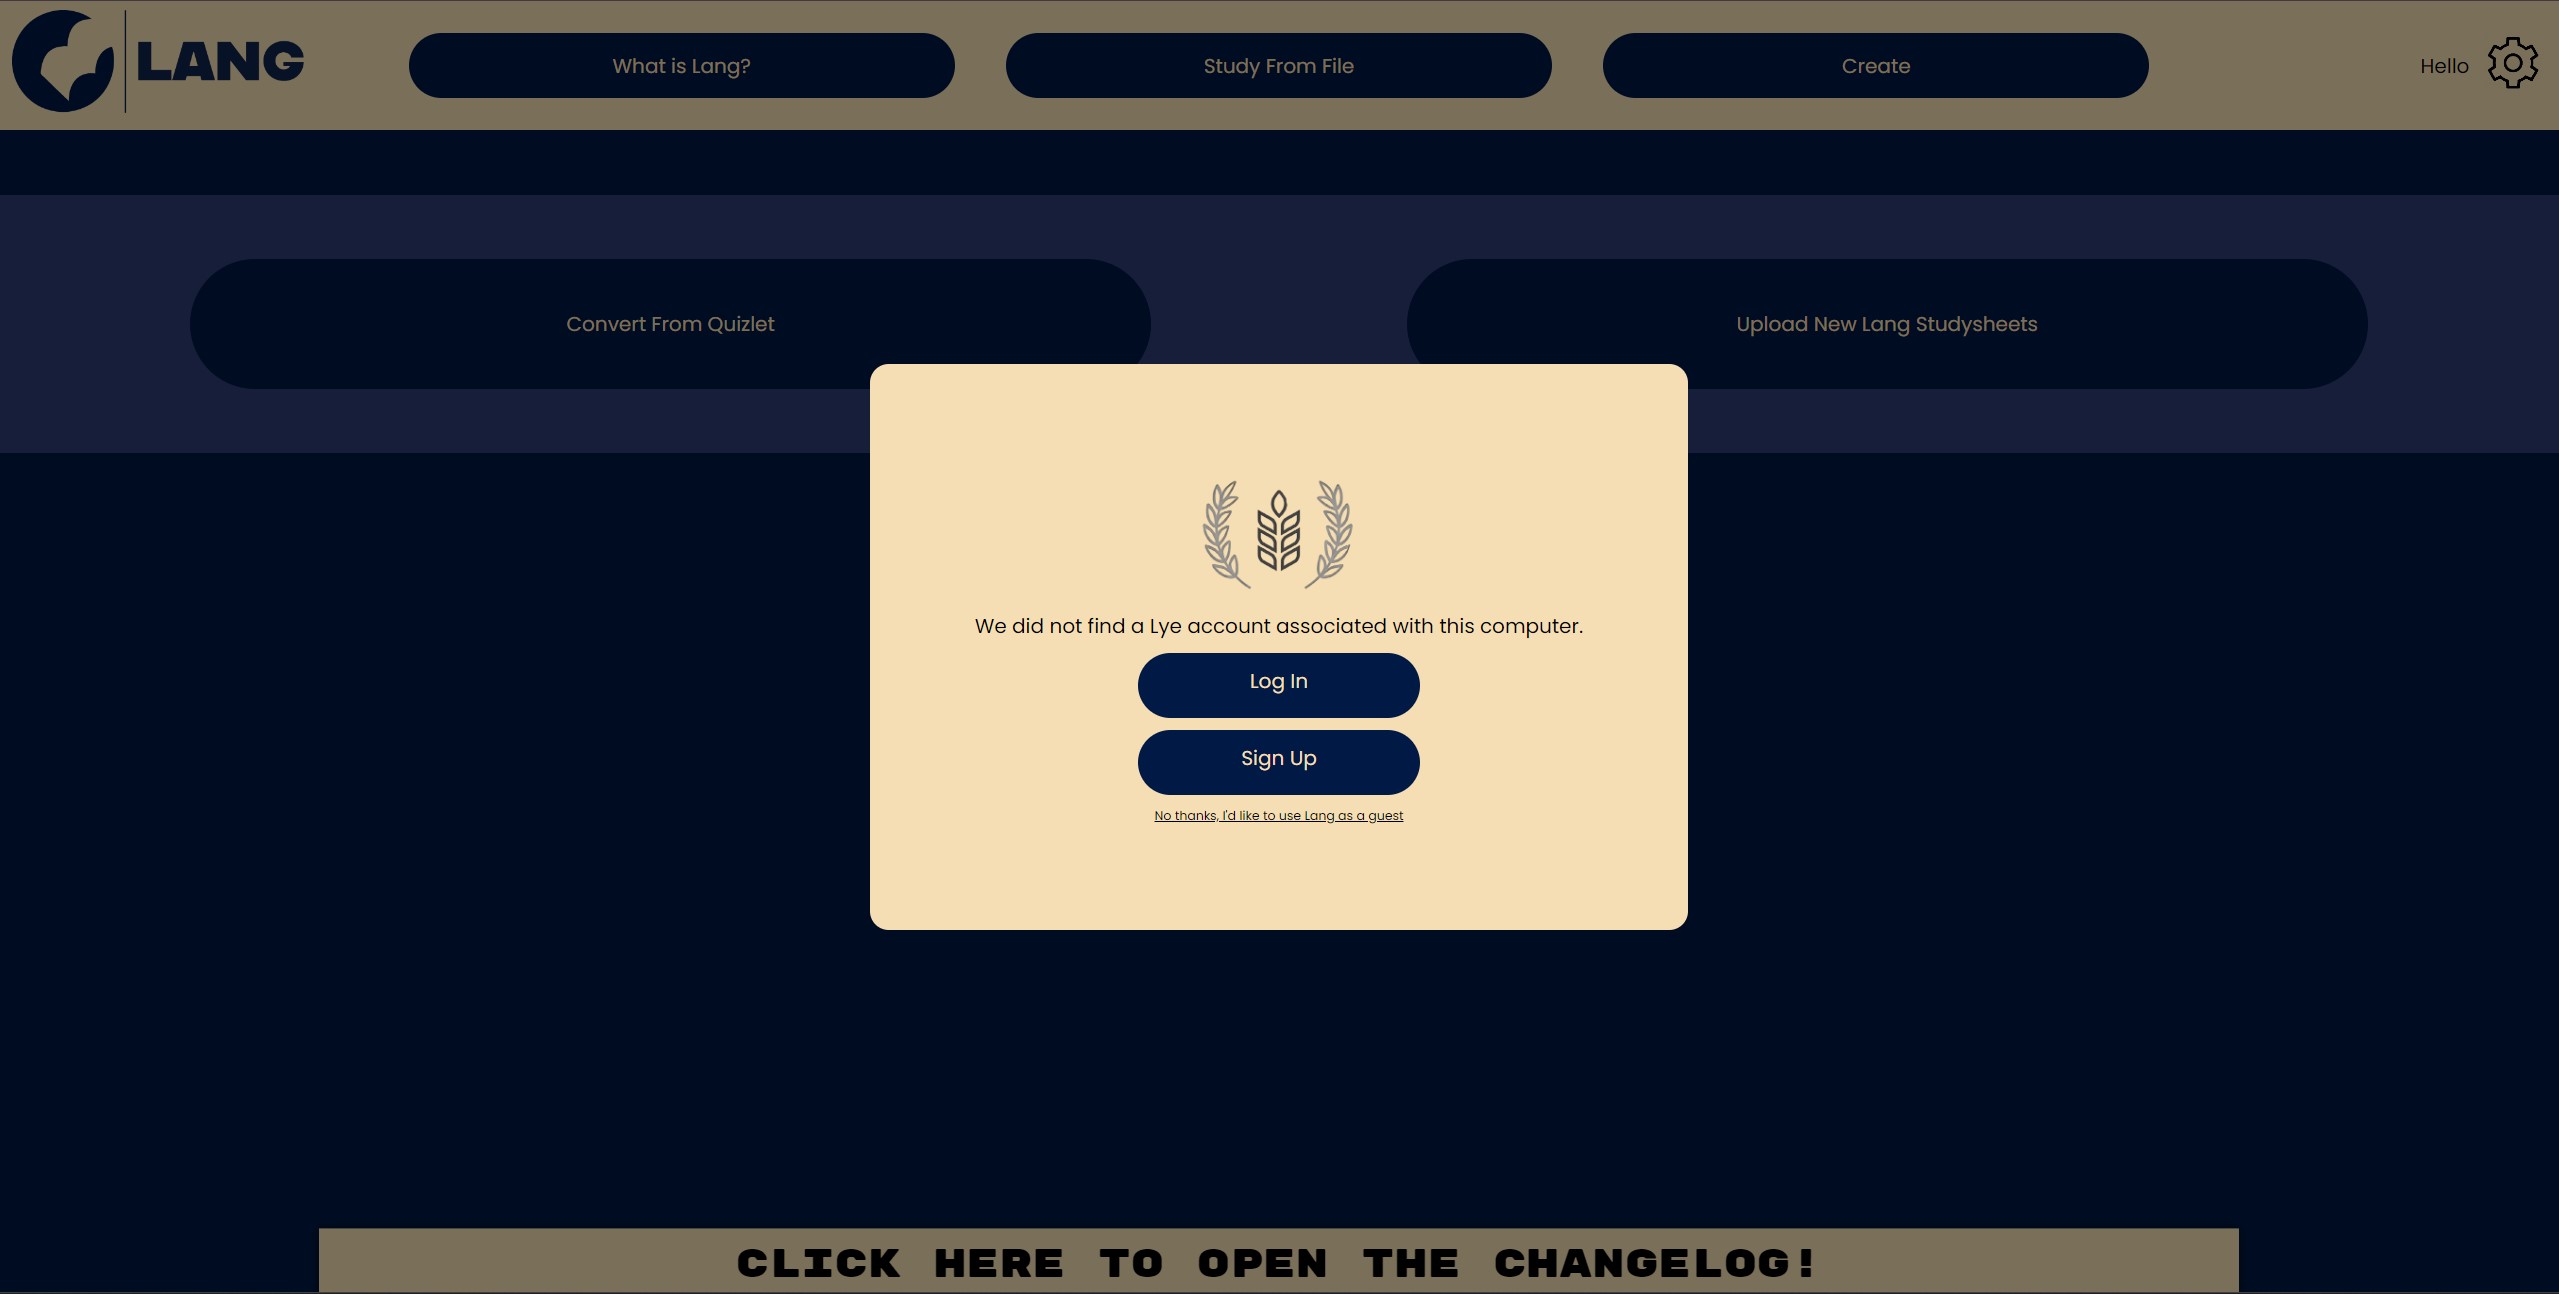 LANG
What is Lang?
Study From File
Create
Hello
Convert From Quizlet
Upload New Lang Studysheets
We did not find a Lye account associated with this computer.
Log In
Sign Up
No thanks, I'd like to use Lang as a guest
CLICK HERE TO OPEN THE CHANGELOG!